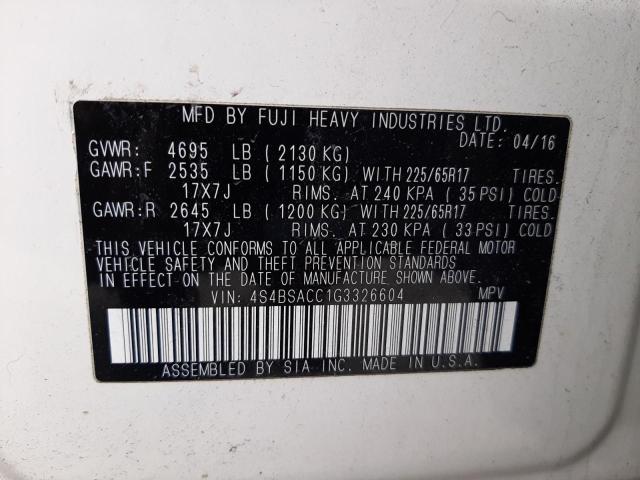 MFD BY FUJI HEAVY INDUSTRIES LTD.
DATE: 04/16
GVWR: 4695 LB ( 2130 KG)
GAWR:F 2535 LB ( 1150 KG) WITH 225/65R17 TIRES.
17X7J RIMS. AT 240 KPA ( 35 PSI) COLD
GAWR:R 2645 LB ( 1200 KG) WITH 225/65R17 TIRES.
17X7J RIMS. AT 230 KPA ( 33 PSI) COLD
THIS VEHICLE CONFORMS TO ALL APPLICABLE FEDERAL MOTOR
VEHICLE SAFETY AND THEFT PREVENTION STANDARDS
IN EFFECT ON THE DATE OF MANUFACTURE SHOWN ABOVE.
VIN: 4S4BSACC1G3326604 MPV
ASSEMBLED BY SIA INC. MADE IN U.S.A.